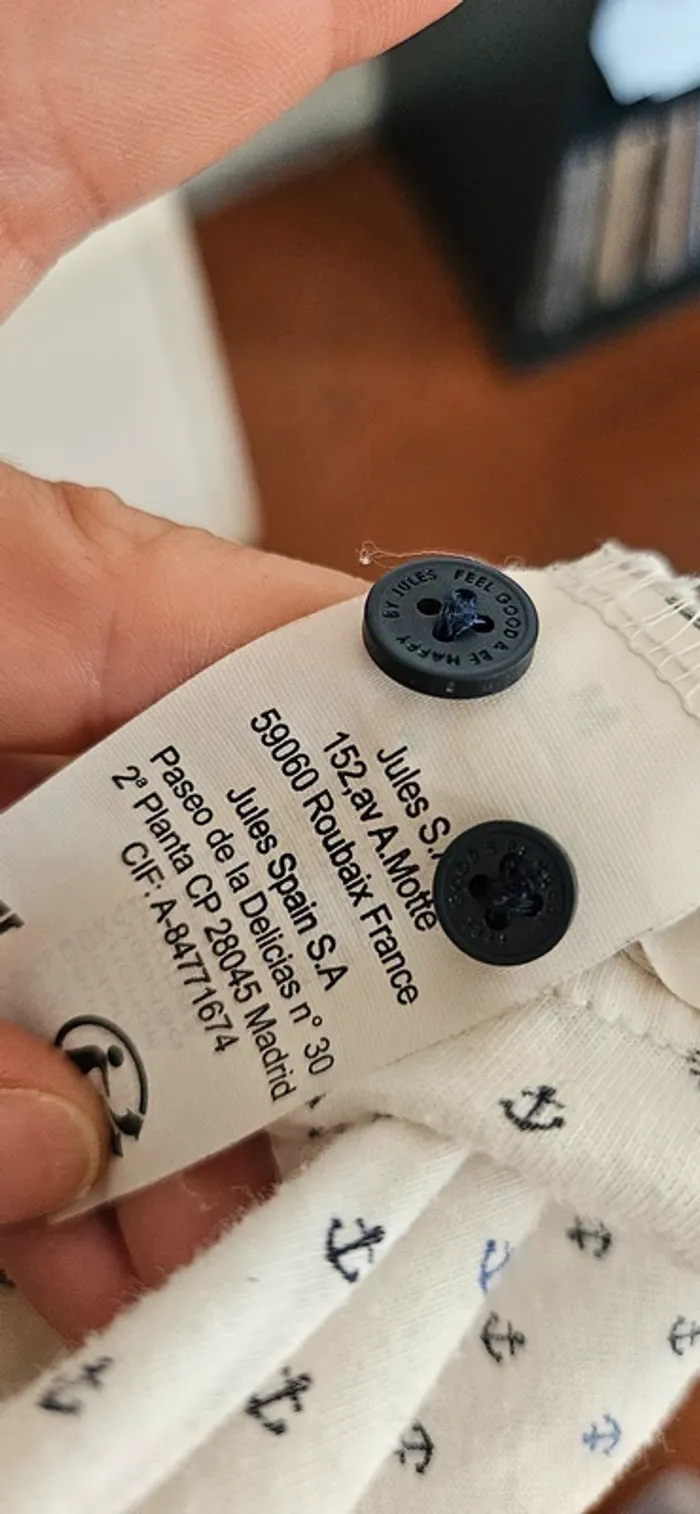 BY JULES FEEL GOOD & BE HAPPY
Jules S.A
152,av A.Motte
59060 Roubaix France
Jules Spain S.A
Paseo de la Delicias n° 30
2ª Planta CP 28045 Madrid
CIF: A-84771674